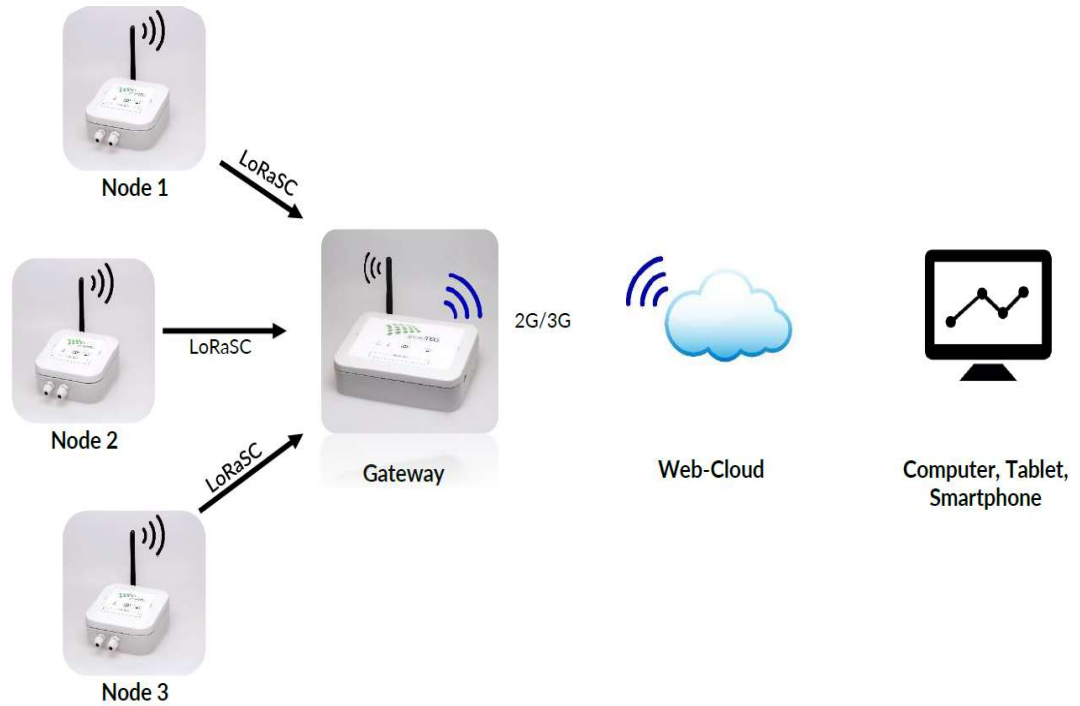 Node 1
LoRaSC
Node 2
LoRaSC
Node 3
LoRaSC
Gateway
2G/3G
Web-Cloud
Computer, Tablet,
Smartphone